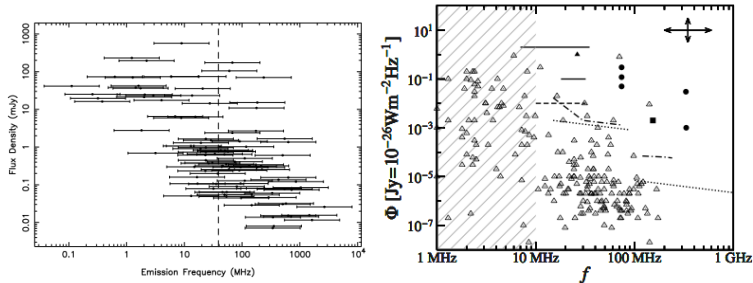 Flux Density (mJy)
1000
100
10
1
0.1
0.01
0.1
1
10
100
1000
10⁴
Emission Frequency (MHz)
Φ [Jy=10⁻²⁶Wm⁻²Hz⁻¹]
10¹
10⁻¹
10⁻³
10⁻⁵
10⁻⁷
1 MHz
10 MHz
100 MHz
1 GHz
f